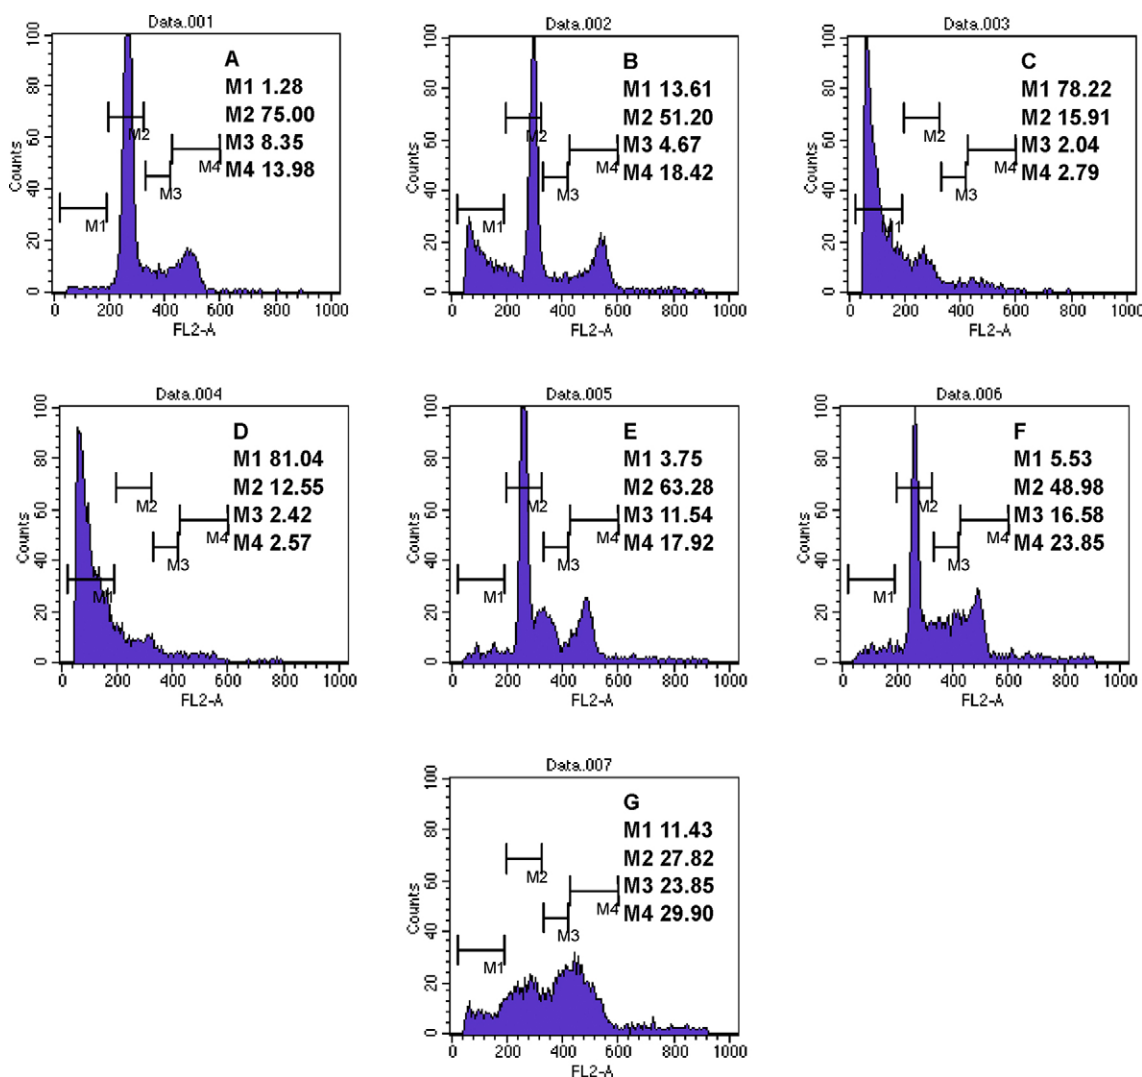 Data.001
A
M1 1.28
M2 75.00
M3 8.35
M4 13.98
M2
M4
M3
M1
Counts
100
80
60
40
20
0
0 200 400 600 800 1000
FL2-A
Data.002
B
M1 13.61
M2 51.20
M3 4.67
M4 18.42
M2
M4
M3
M1
Counts
100
80
60
40
20
0
0 200 400 600 800 1000
FL2-A
Data.003
C
M1 78.22
M2 15.91
M3 2.04
M4 2.79
M2
M4
M3
M1
Counts
100
80
60
40
20
0
0 200 400 600 800 1000
FL2-A
Data.004
D
M1 81.04
M2 12.55
M3 2.42
M4 2.57
M2
M4
M3
M1
Counts
100
80
60
40
20
0
0 200 400 600 800 1000
FL2-A
Data.005
E
M1 3.75
M2 63.28
M3 11.54
M4 17.92
M2
M4
M3
M1
Counts
100
80
60
40
20
0
0 200 400 600 800 1000
FL2-A
Data.006
F
M1 5.53
M2 48.98
M3 16.58
M4 23.85
M2
M4
M3
M1
Counts
100
80
60
40
20
0
0 200 400 600 800 1000
FL2-A
Data.007
G
M1 11.43
M2 27.82
M3 23.85
M4 29.90
M2
M4
M3
M1
Counts
100
80
60
40
20
0
0 200 400 600 800 1000
FL2-A